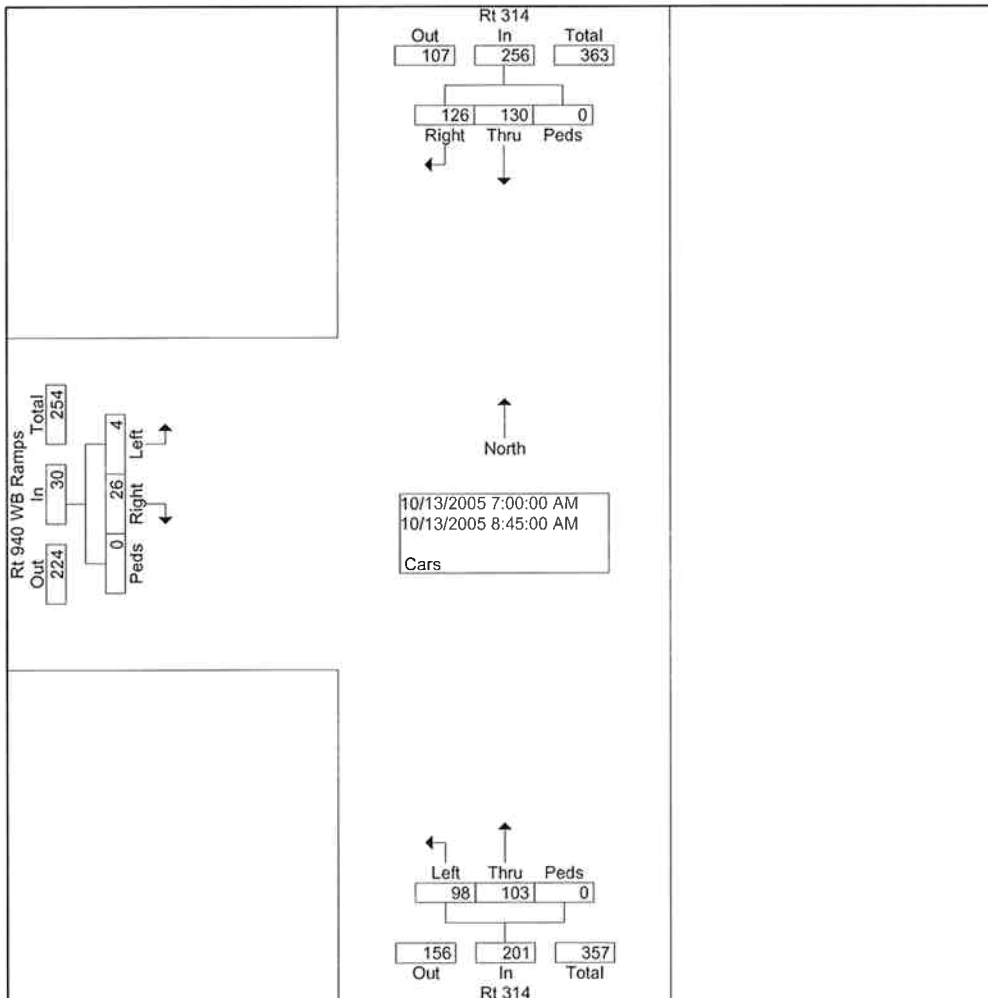 Rt 314
Out In Total
107 256 363
126 130 0
Right Thru Peds
Rt 940 WB Ramps
Out In Total
224 30 254
0 26 4
Peds Right Left
North
10/13/2005 7:00:00 AM
10/13/2005 8:45:00 AM
Cars
Left Thru Peds
98 103 0
156 201 357
Out In Total
Rt 314